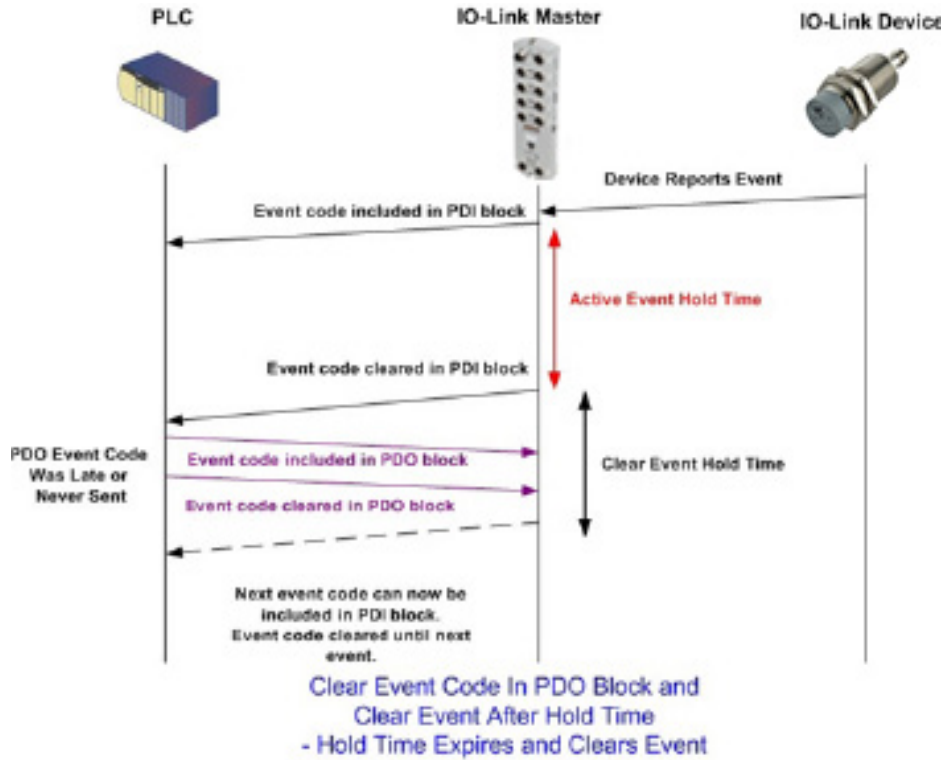 PLC
IO-Link Master
IO-Link Device
Device Reports Event
Event code included in PDI block
Active Event Hold Time
Event code cleared in PDI block
PDO Event Code
Was Late or
Never Sent
Event code included in PDO block
Clear Event Hold Time
Event code cleared in PDO block
Next event code can now be
included in PDI block.
Event code cleared until next
event.
Clear Event Code In PDO Block and
Clear Event After Hold Time
- Hold Time Expires and Clears Event